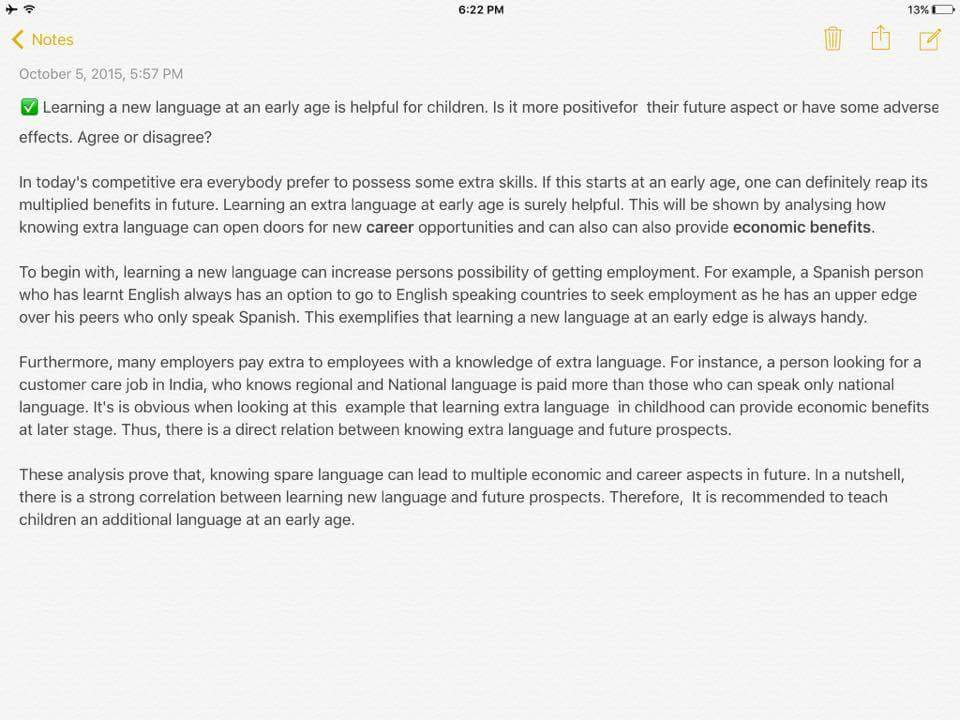 6:22 PM
13%
Notes
October 5, 2015, 5:57 PM
✅ Learning a new language at an early age is helpful for children. Is it more positivefor  their future aspect or have some adverse
effects. Agree or disagree?
In today's competitive era everybody prefer to possess some extra skills. If this starts at an early age, one can definitely reap its
multiplied benefits in future. Learning an extra language at early age is surely helpful. This will be shown by analysing how
knowing extra language can open doors for new career opportunities and can also can also provide economic benefits.
To begin with, learning a new language can increase persons possibility of getting employment. For example, a Spanish person
who has learnt English always has an option to go to English speaking countries to seek employment as he has an upper edge
over his peers who only speak Spanish. This exemplifies that learning a new language at an early edge is always handy.
Furthermore, many employers pay extra to employees with a knowledge of extra language. For instance, a person looking for a
customer care job in India, who knows regional and National language is paid more than those who can speak only national
language. It's is obvious when looking at this  example that learning extra language  in childhood can provide economic benefits
at later stage. Thus, there is a direct relation between knowing extra language and future prospects.
These analysis prove that, knowing spare language can lead to multiple economic and career aspects in future. In a nutshell,
there is a strong correlation between learning new language and future prospects. Therefore,  It is recommended to teach
children an additional language at an early age.